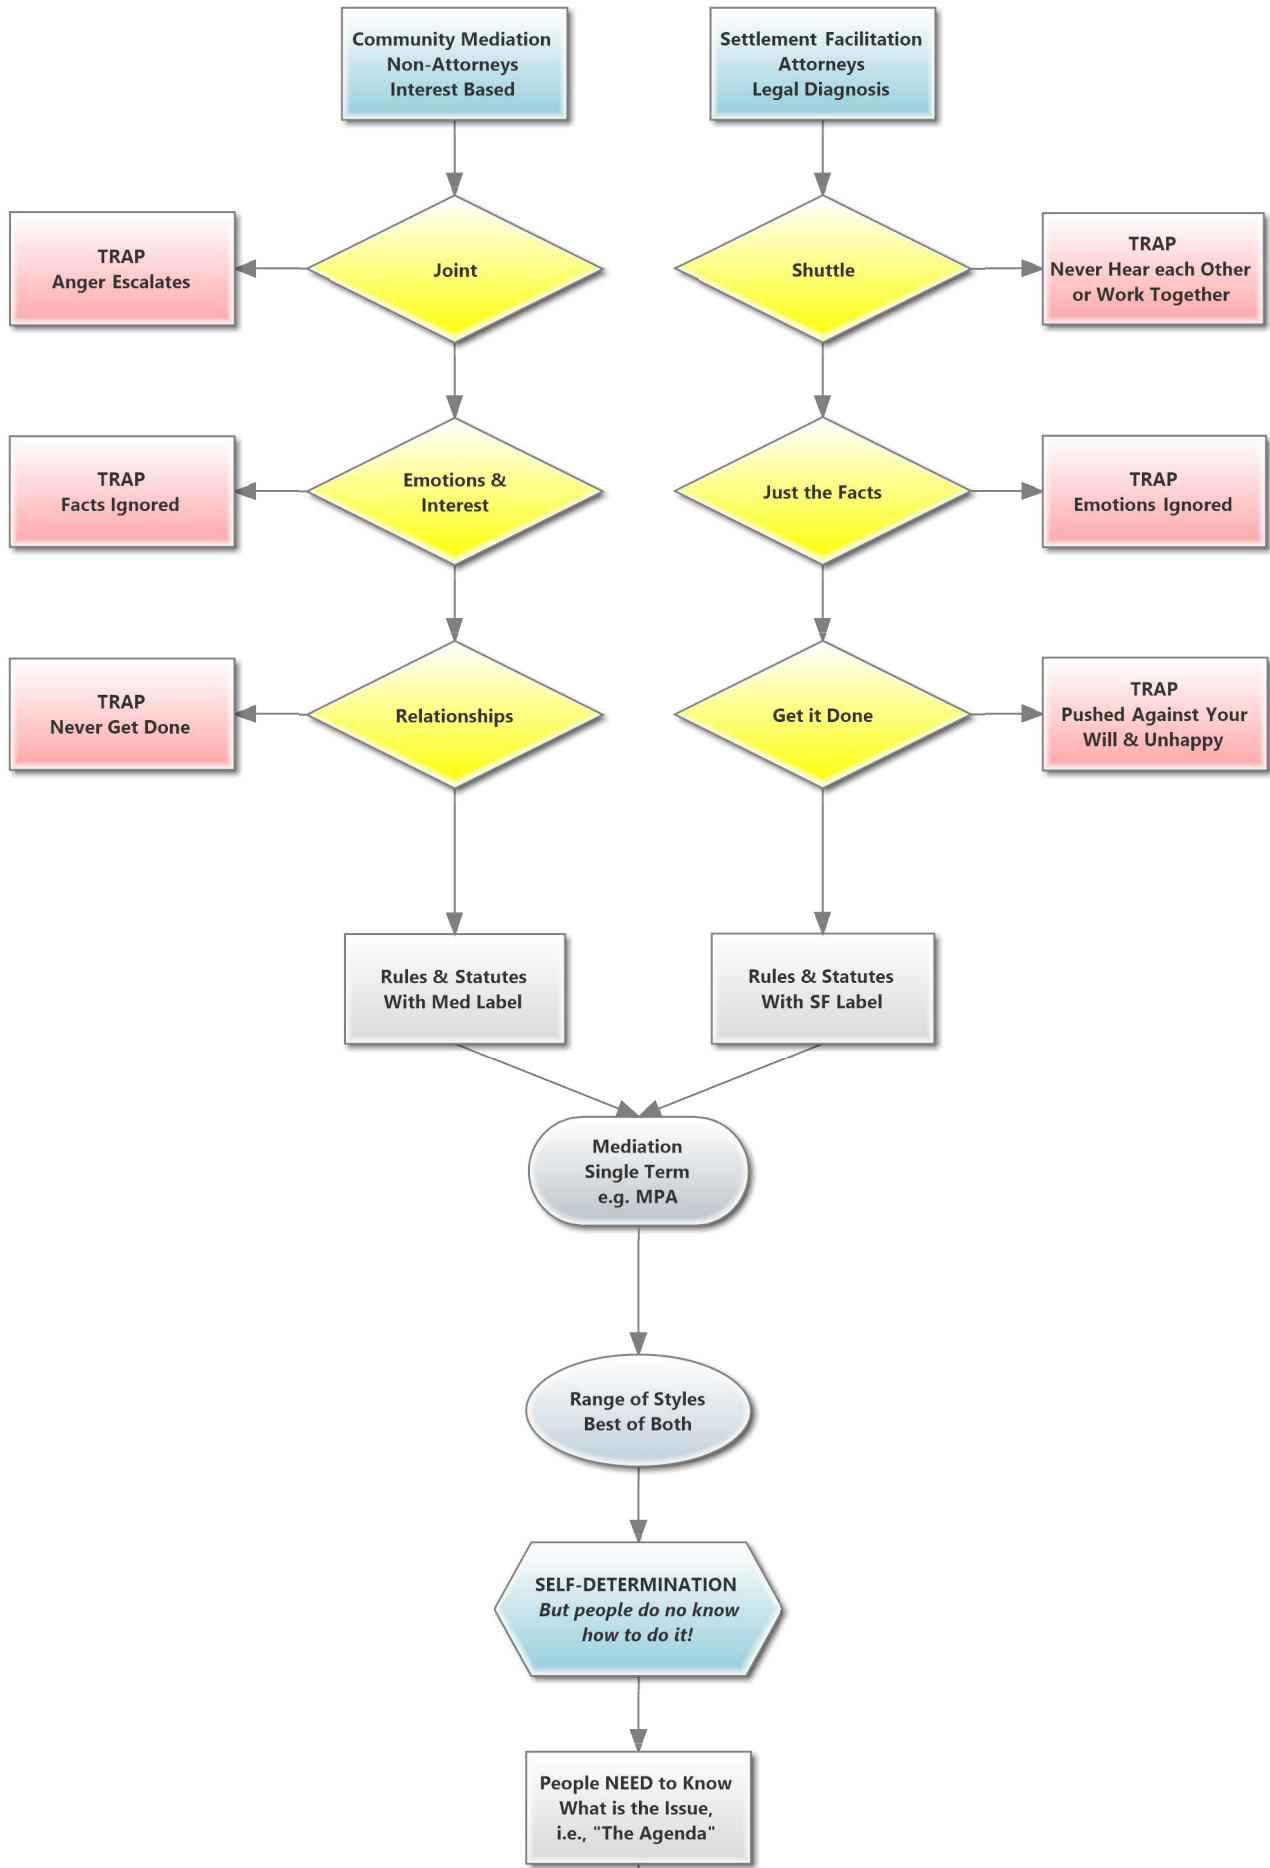 Community Mediation
Non-Attorneys
Interest Based
Settlement Facilitation
Attorneys
Legal Diagnosis
TRAP
Anger Escalates
Joint
Shuttle
TRAP
Never Hear each Other
or Work Together
TRAP
Facts Ignored
Emotions &
Interest
Just the Facts
TRAP
Emotions Ignored
TRAP
Never Get Done
Relationships
Get it Done
TRAP
Pushed Against Your
Will & Unhappy
Rules & Statutes
With Med Label
Rules & Statutes
With SF Label
Mediation
Single Term
e.g. MPA
Range of Styles
Best of Both
SELF-DETERMINATION
But people do no know
how to do it!
People NEED to Know
What is the Issue,
i.e., "The Agenda"